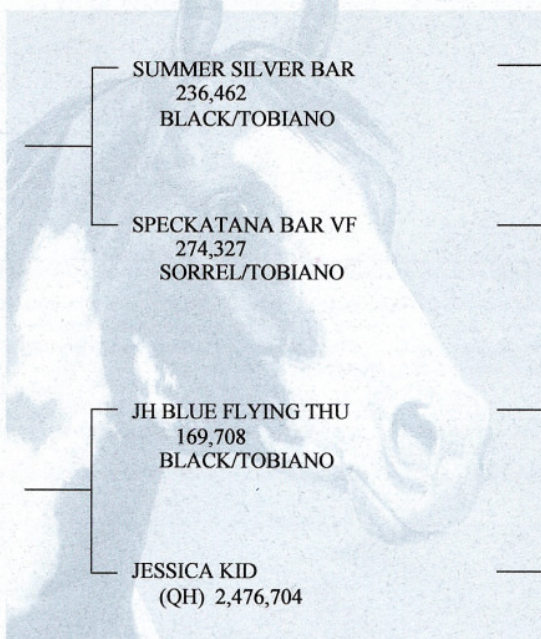 SUMMER SILVER BAR
236,462
BLACK/TOBIANO
SPECKATANA BAR VF
274,327
SORREL/TOBIANO
JH BLUE FLYING THU
169,708
BLACK/TOBIANO
JESSICA KID
(QH) 2,476,704